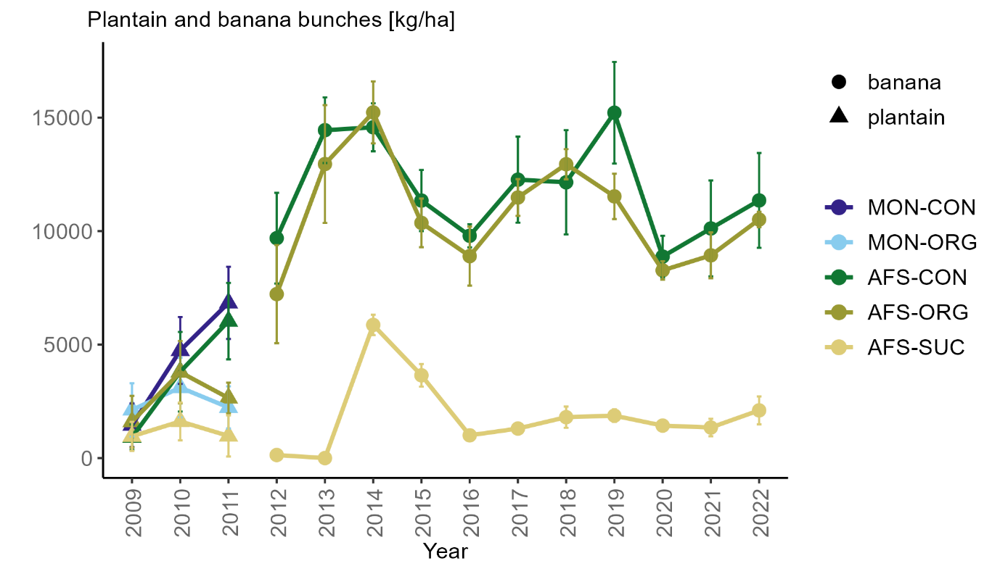 Plantain and banana bunches [kg/ha]
15000
10000
5000
0
2009
2010
2011
2012
2013
2014
2015
2016
2017
2018
2019
2020
2021
2022
Year
banana
plantain
MON-CON
MON-ORG
AFS-CON
AFS-ORG
AFS-SUC